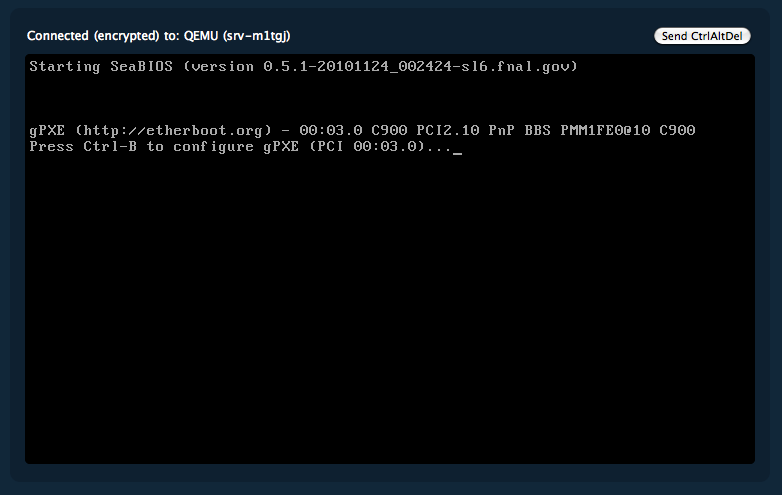 Connected (encrypted) to: QEMU (srv-m1tgj)
Send CtrlAltDel
Starting SeaBIOS (version 0.5.1-20101124_002424-sl6.fnal.gov)
gPXE (http://etherboot.org) - 00:03.0 C900 PCI2.10 PnP BBS PMM1FE0@10 C900
Press Ctrl-B to configure gPXE (PCI 00:03.0)..._